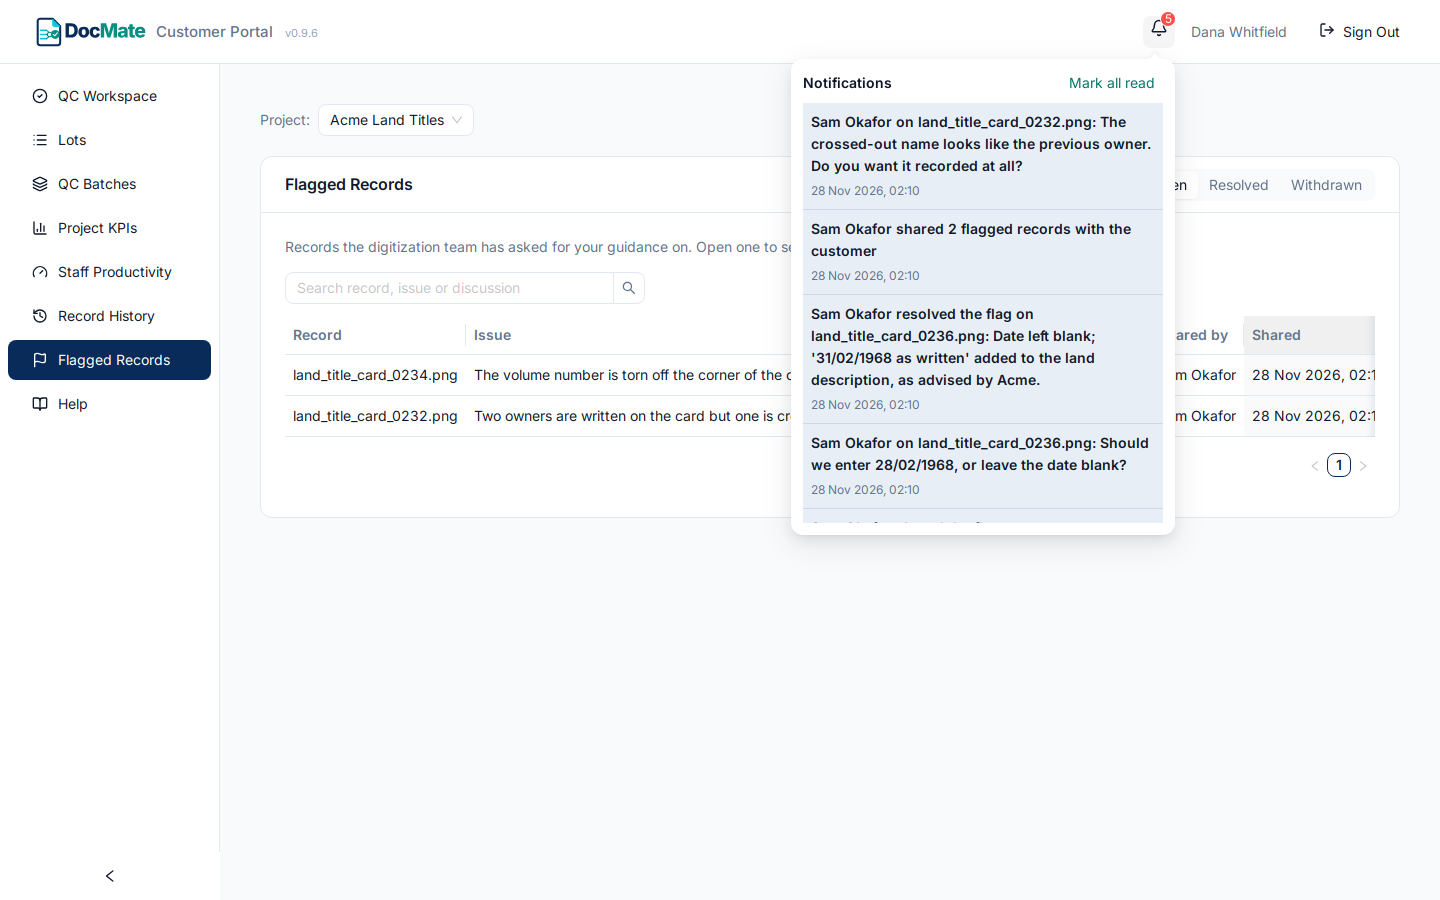 DocMate Customer Portal v0.9.6
5
Dana Whitfield
Sign Out
QC Workspace
Lots
QC Batches
Project KPIs
Staff Productivity
Record History
Flagged Records
Help
Project: Acme Land Titles
Flagged Records
Resolved
Withdrawn
Records the digitization team has asked for your guidance on. Open one to
Search record, issue or discussion
Record Issue Shared
land_title_card_0234.png The volume number is torn off the corner of the Okafor 28 Nov 2026,
land_title_card_0232.png Two owners are written on the card but one is Okafor 28 Nov 2026,
1
Notifications
Mark all read
Sam Okafor on land_title_card_0232.png: The
crossed-out name looks like the previous owner.
Do you want it recorded at all?
28 Nov 2026, 02:10
Sam Okafor shared 2 flagged records with the
customer
28 Nov 2026, 02:10
Sam Okafor resolved the flag on
land_title_card_0236.png: Date left blank;
'31/02/1968 as written' added to the land
description, as advised by Acme.
28 Nov 2026, 02:10
Sam Okafor on land_title_card_0236.png: Should
we enter 28/02/1968, or leave the date blank?
28 Nov 2026, 02:10